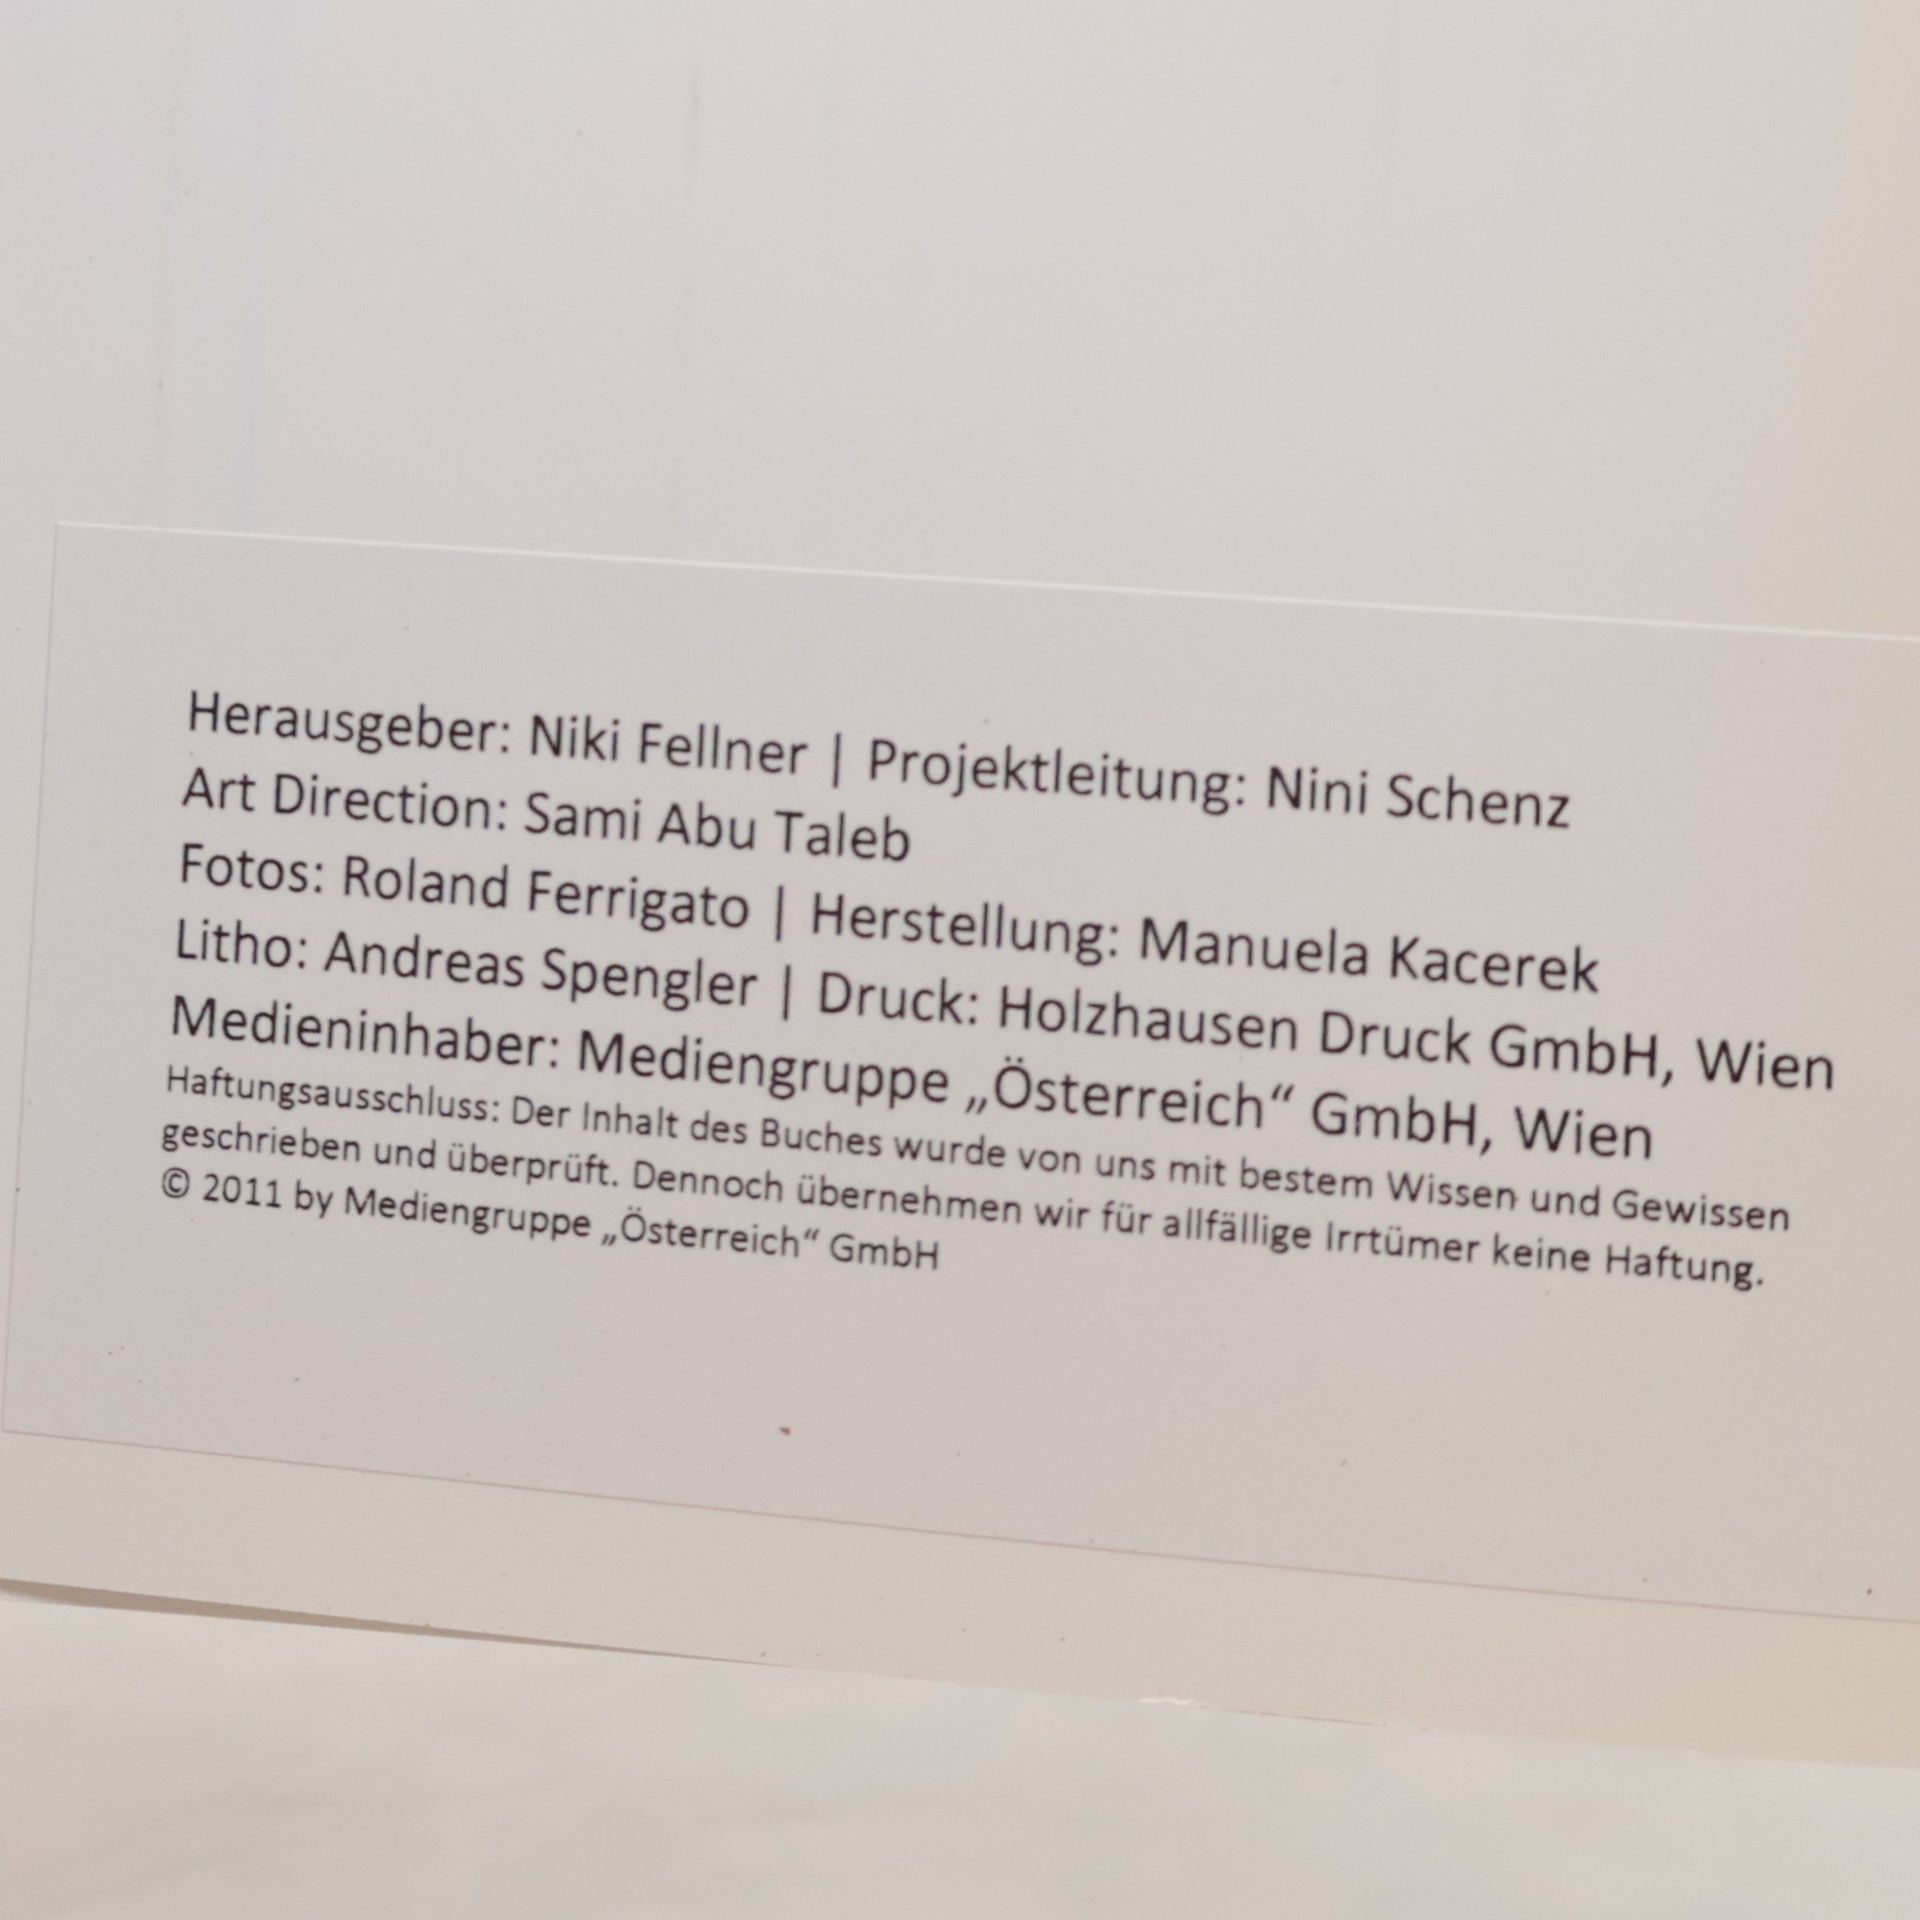 Herausgeber: Niki Fellner | Projektleitung: Nini Schenz
Art Direction: Sami Abu Taleb
Fotos: Roland Ferrigato | Herstellung: Manuela Kacerek
Litho: Andreas Spengler | Druck: Holzhausen Druck GmbH, Wien
Medieninhaber: Mediengruppe „Österreich“ GmbH, Wien
Haftungsausschluss: Der Inhalt des Buches wurde von uns mit bestem Wissen und Gewissen
geschrieben und überprüft. Dennoch übernehmen wir für allfällige Irrtümer keine Haftung.
© 2011 by Mediengruppe „Österreich“ GmbH